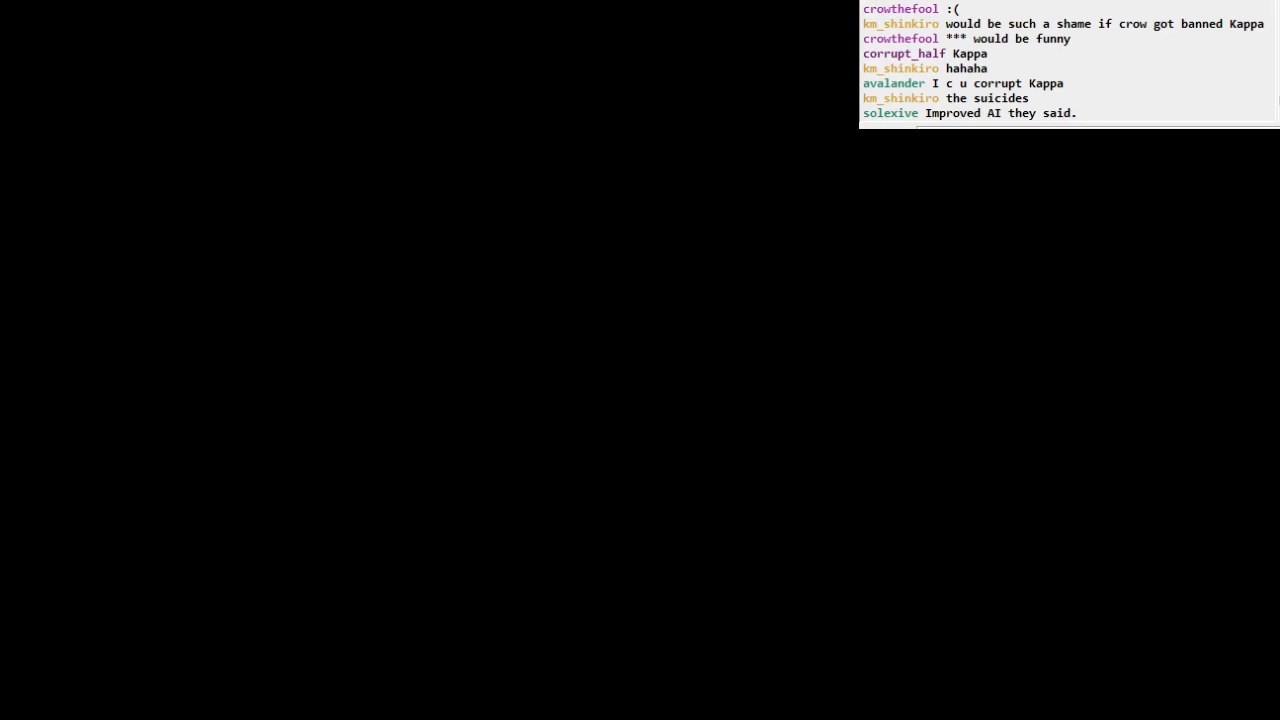 crowthefool :(
km_shinkiro would be such a shame if crow got banned Kappa
crowthefool *** would be funny
corrupt_half Kappa
km_shinkiro hahaha
avalander I c u corrupt Kappa
km_shinkiro the suicides
solexive Improved AI they said.